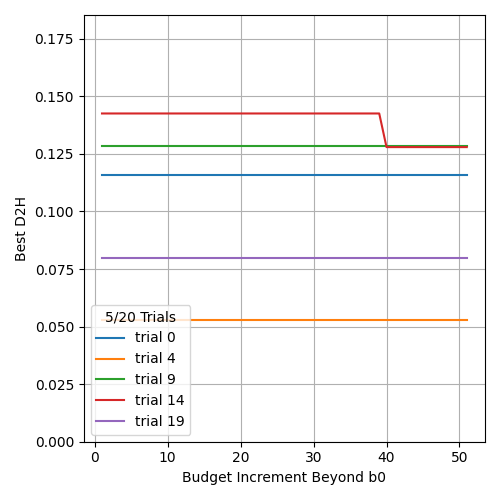 Best D2H
0.175
0.150
0.125
0.100
0.075
0.050
0.025
0.000
5/20 Trials
trial 0
trial 4
trial 9
trial 14
trial 19
0 10 20 30 40 50
Budget Increment Beyond b0